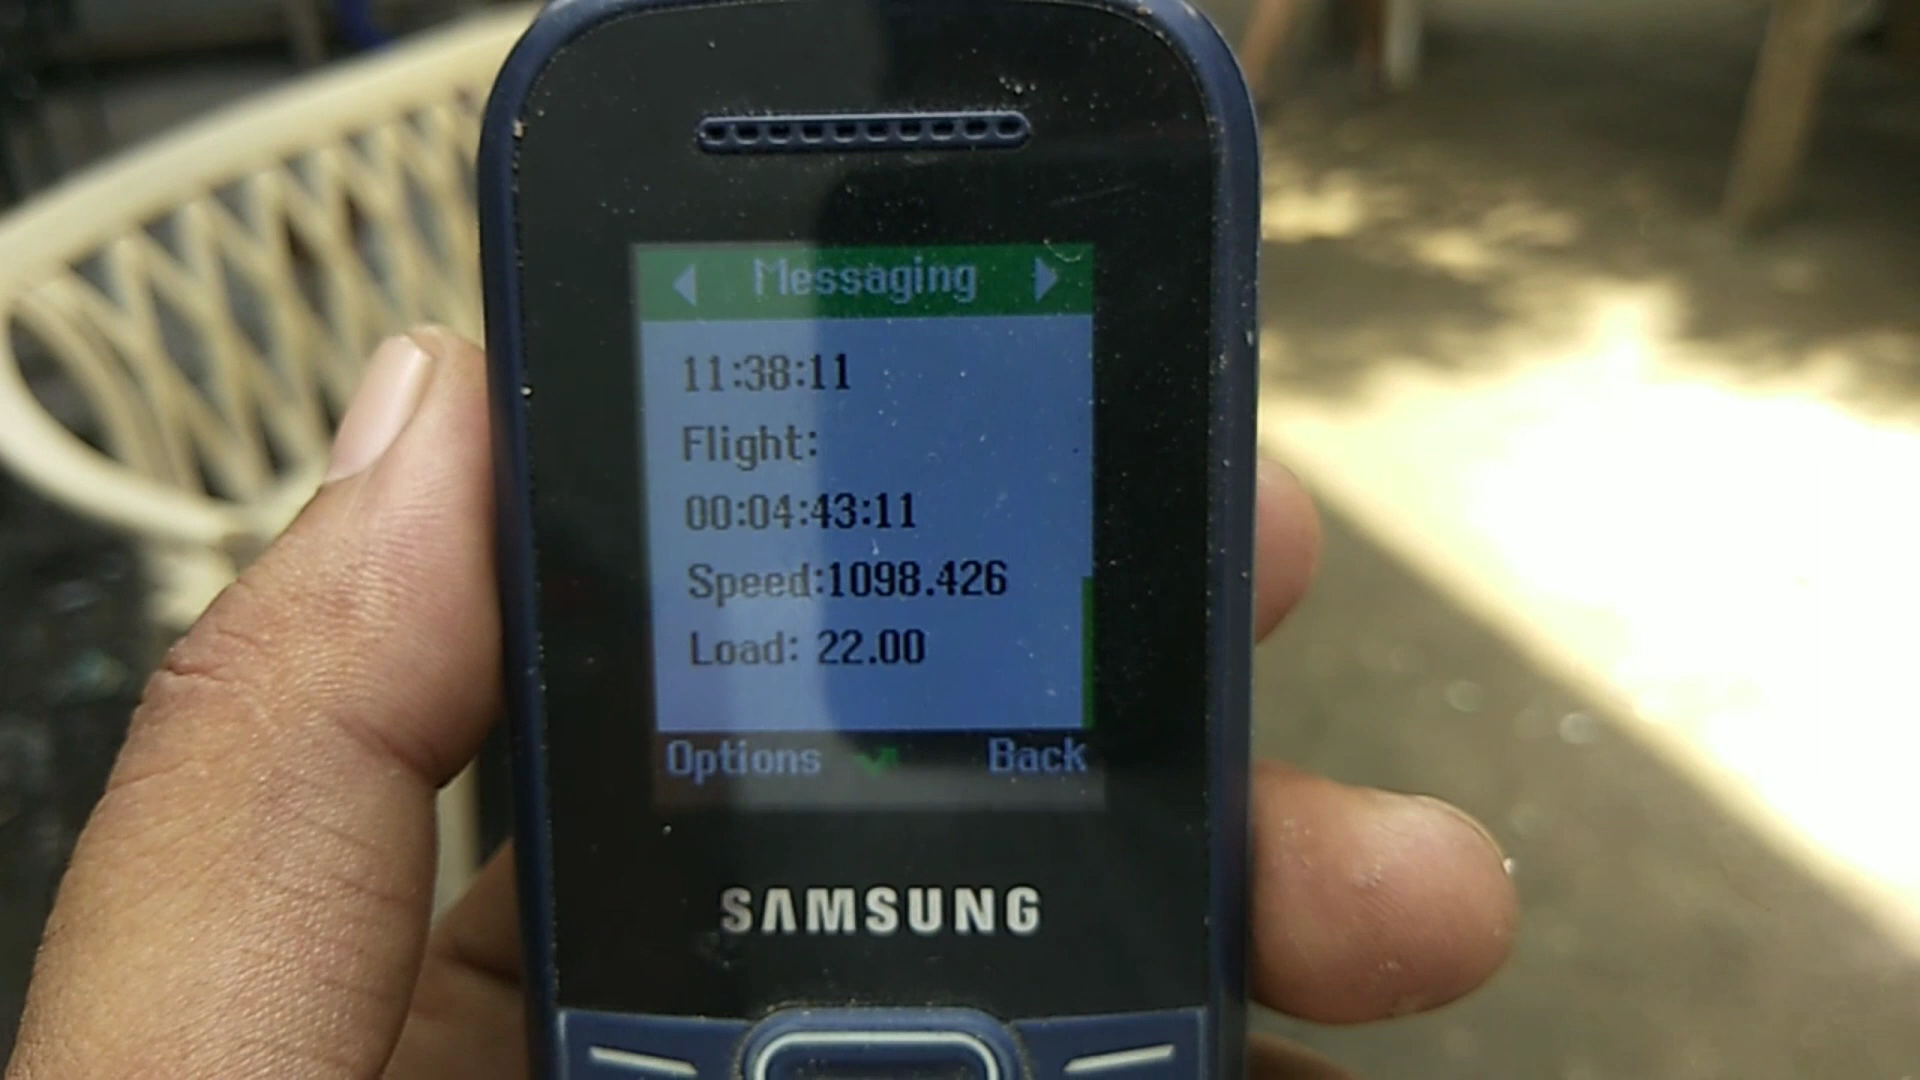 Messaging
11:38:11
Flight:
00:04:43:11
Speed:1098.426
Load: 22.00
Options Back
SAMSUNG